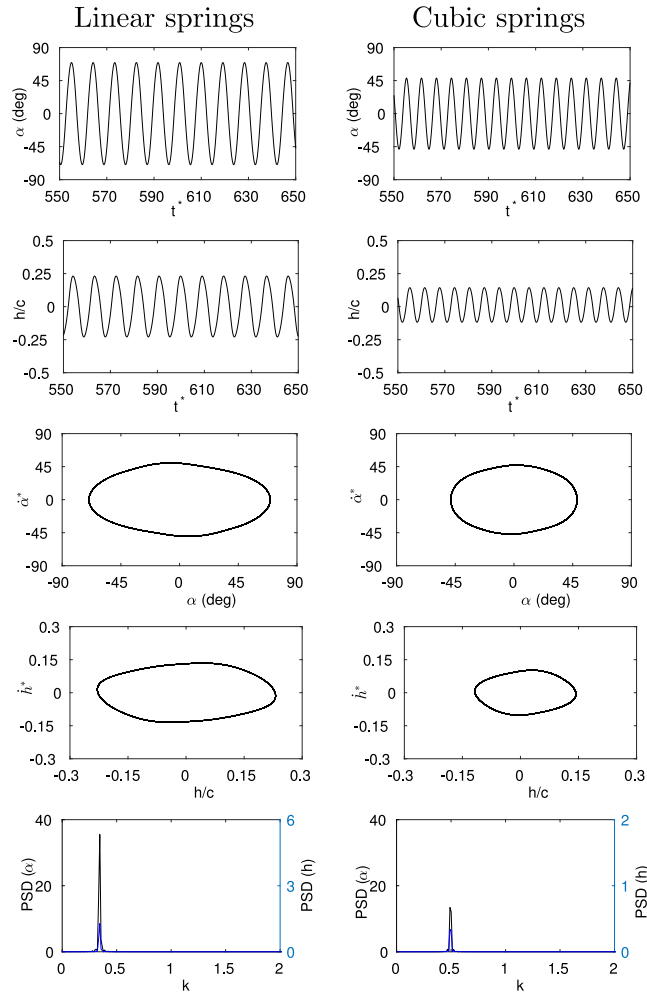 Linear springs
Cubic springs
90
45
0
-45
-90
α (deg)
550 570 590 610 630 650
t*
90
45
0
-45
-90
α (deg)
550 570 590 610 630 650
t*
0.5
0.25
0
-0.25
-0.5
h/c
550 570 590 610 630 650
t*
0.5
0.25
0
-0.25
-0.5
h/c
550 570 590 610 630 650
t*
90
45
0
-45
-90
α̇*
-90 -45 0 45 90
α (deg)
90
45
0
-45
-90
α̇*
-90 -45 0 45 90
α (deg)
0.3
0.15
0
-0.15
-0.3
ḣ*
-0.3 -0.15 0 0.15 0.3
h/c
0.3
0.15
0
-0.15
-0.3
ḣ*
-0.3 -0.15 0 0.15 0.3
h/c
40
20
0
PSD (α)
6
3
0
PSD (h)
0 0.5 1 1.5 2
k
40
20
0
PSD (α)
2
1
0
PSD (h)
0 0.5 1 1.5 2
k